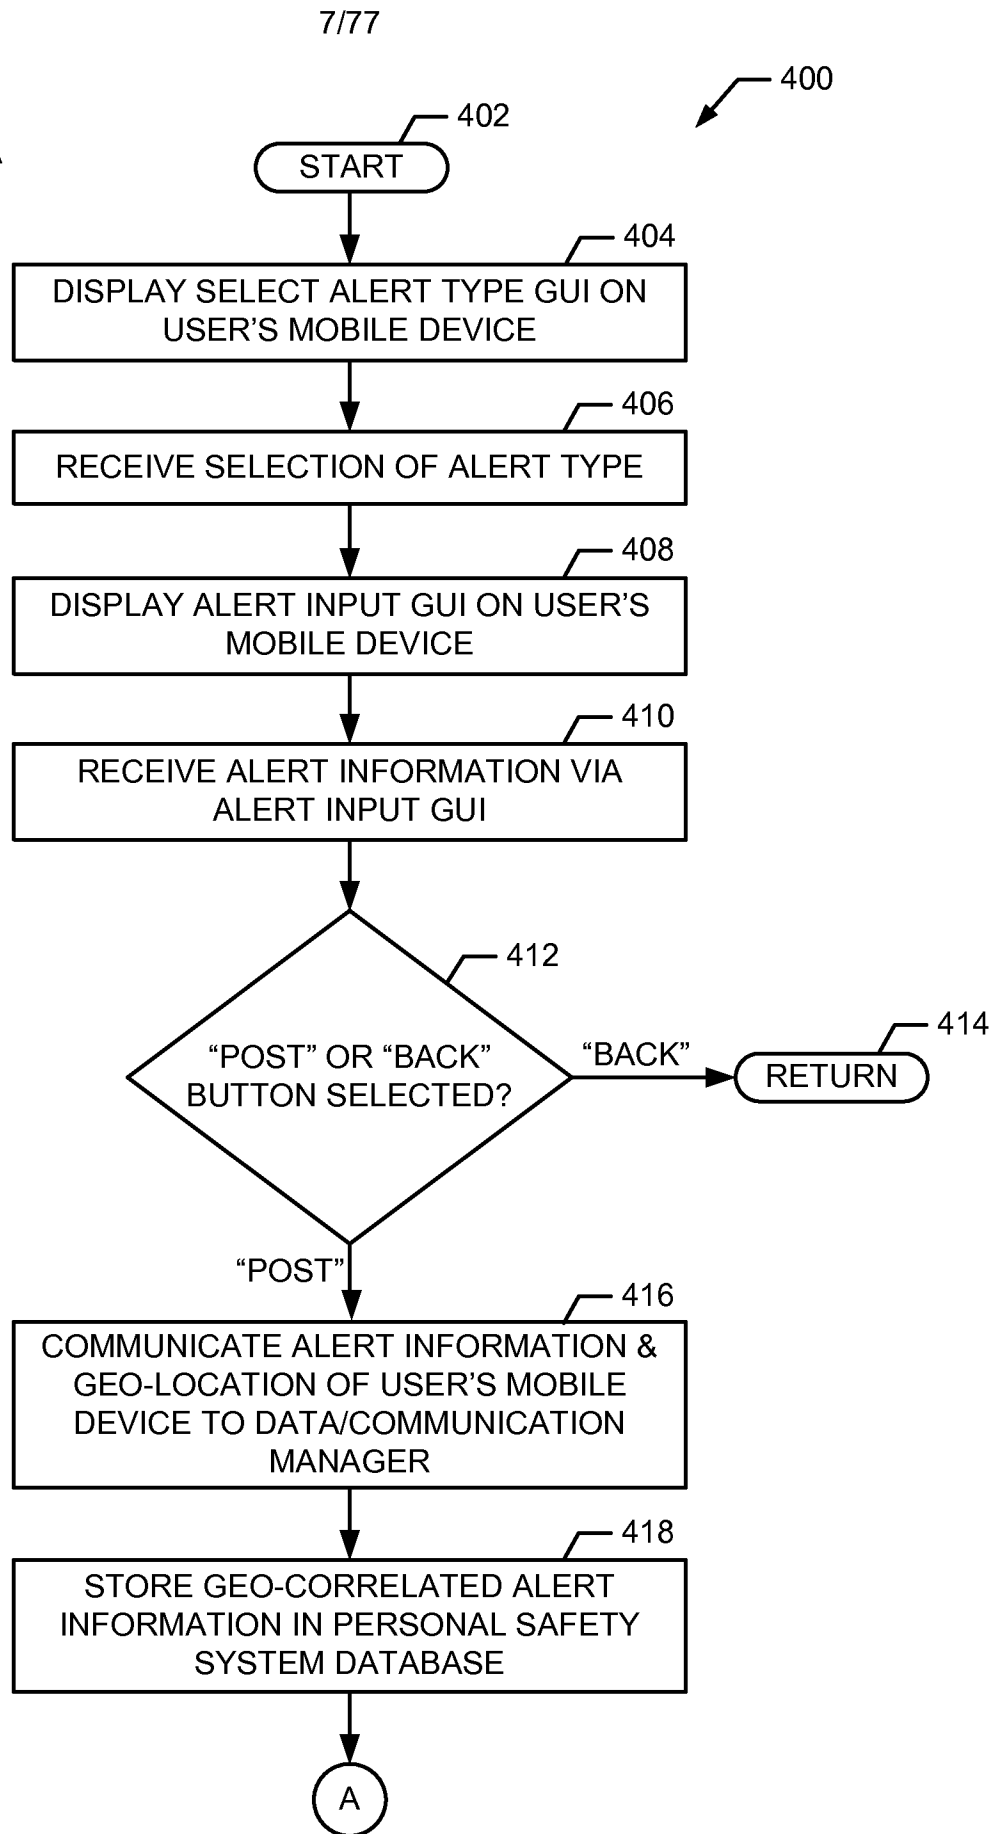 7/77
400
402
START
404
DISPLAY SELECT ALERT TYPE GUI ON
USER’S MOBILE DEVICE
406
RECEIVE SELECTION OF ALERT TYPE
408
DISPLAY ALERT INPUT GUI ON USER’S
MOBILE DEVICE
410
RECEIVE ALERT INFORMATION VIA
ALERT INPUT GUI
412
“POST” OR “BACK”
BUTTON SELECTED?
“BACK”
414
RETURN
“POST”
416
COMMUNICATE ALERT INFORMATION &
GEO-LOCATION OF USER’S MOBILE
DEVICE TO DATA/COMMUNICATION
MANAGER
418
STORE GEO-CORRELATED ALERT
INFORMATION IN PERSONAL SAFETY
SYSTEM DATABASE
A